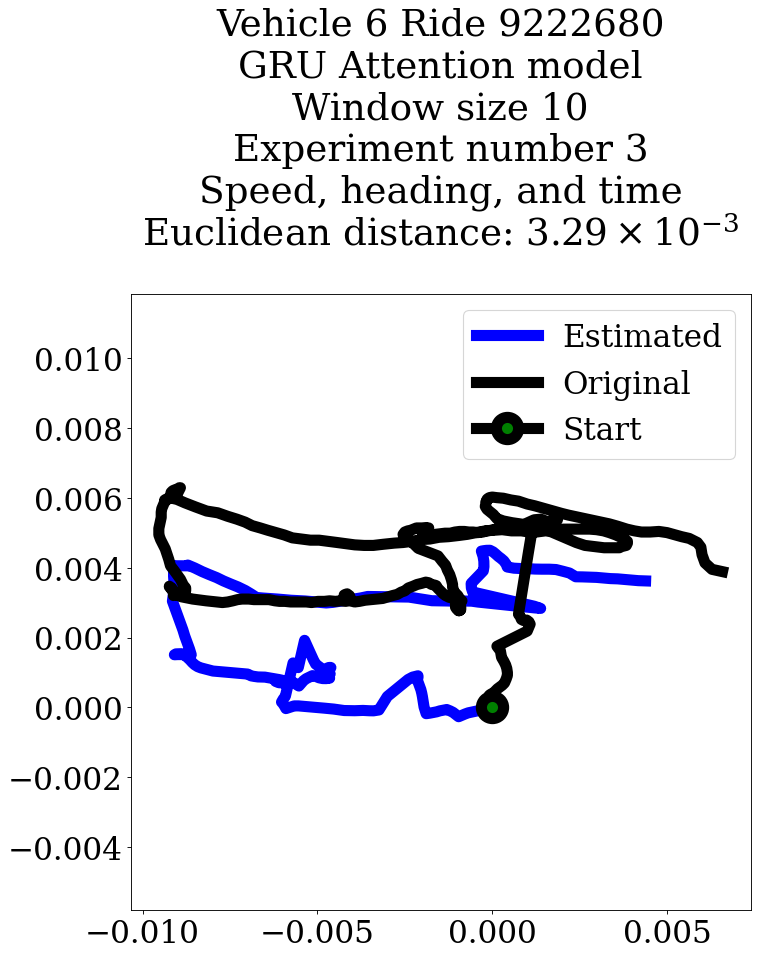 Vehicle 6 Ride 9222680
GRU Attention model
Window size 10
Experiment number 3
Speed, heading, and time
Euclidean distance: 3.29 × 10⁻³
Estimated
Original
Start
0.010
0.008
0.006
0.004
0.002
0.000
−0.002
−0.004
−0.010
−0.005
0.000
0.005